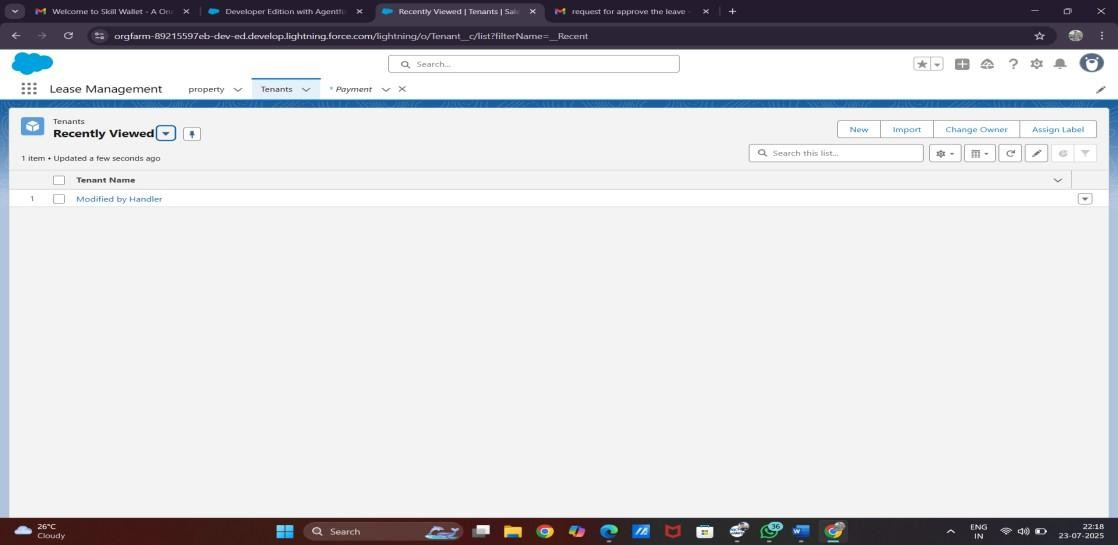 Welcome to Skill Wallet - A On
Developer Edition with Agentfo
Recently Viewed | Tenants | Sale
request for approve the leave -
orgfarm-89215597eb-dev-ed.develop.lightning.force.com/lightning/o/Tenant__c/list?filterName=__Recent
Search...
Lease Management
property
Tenants
* Payment
Tenants
Recently Viewed
New
Import
Change Owner
Assign Label
1 item • Updated a few seconds ago
Search this list...
Tenant Name
1
Modified by Handler
26°C
Cloudy
Search
36
ENG
IN
22:18
23-07-2025